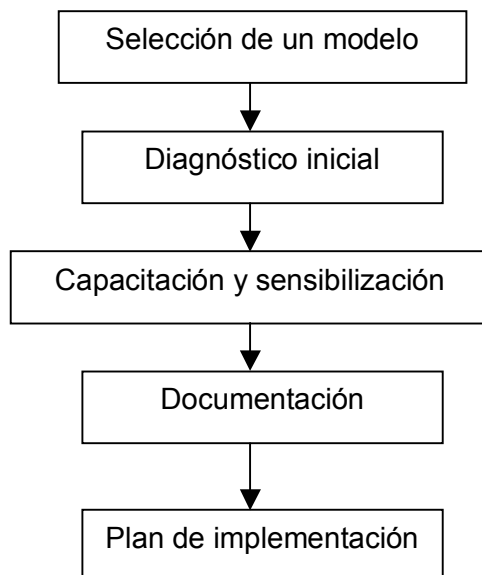 Selección de un modelo
Diagnóstico inicial
Capacitación y sensibilización
Documentación
Plan de implementación